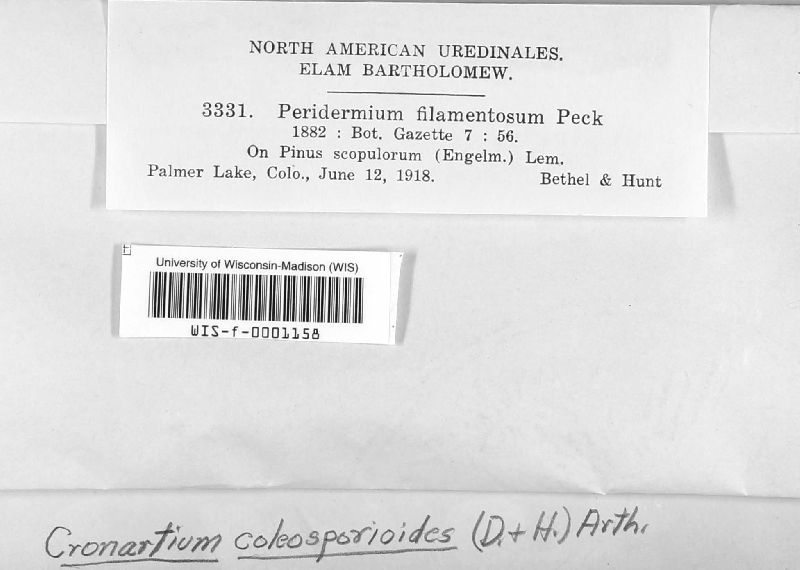 NORTH AMERICAN UREDINALES.
ELAM BARTHOLOMEW.
3331. Peridermium filamentosum Peck
1882 : Bot. Gazette 7 : 56.
On Pinus scopulorum (Engelm.) Lem.
Palmer Lake, Colo., June 12, 1918. Bethel & Hunt
University of Wisconsin-Madison (WIS)
WIS-f-0001158
Cronartium coleosporioides (D. + H.) Arth.